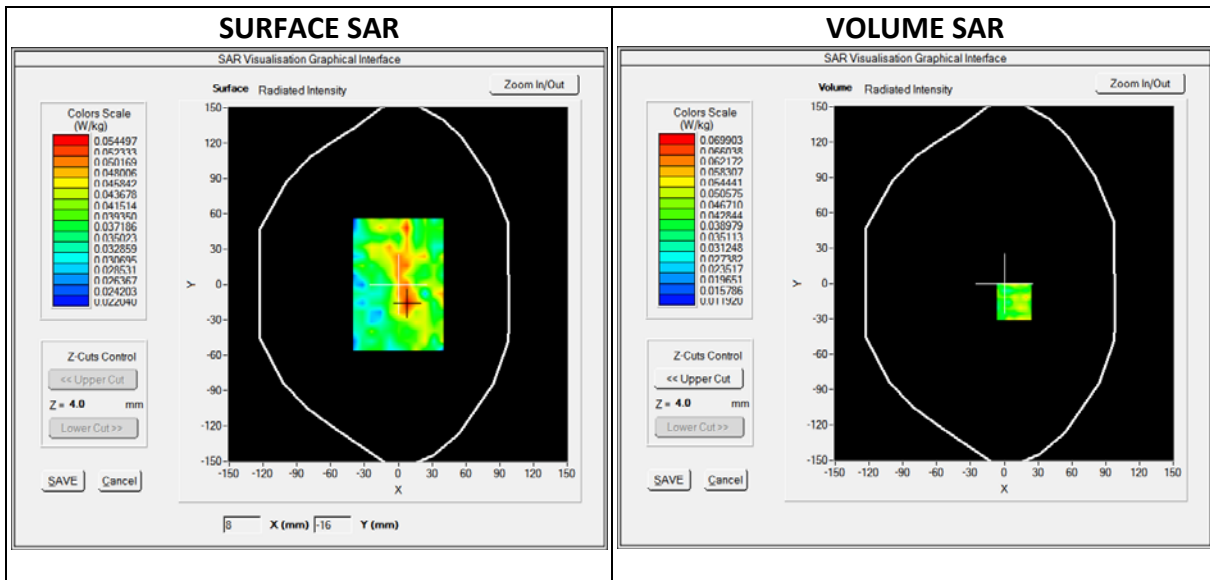 SURFACE SAR
SAR Visualisation Graphical Interface
Surface Radiated Intensity
Zoom In/Out
Colors Scale
(W/kg)
0.054497
0.052333
0.050169
0.048006
0.045842
0.043678
0.041514
0.039350
0.037186
0.035023
0.032859
0.030695
0.028531
0.026367
0.024203
0.022040
Z-Cuts Control
<< Upper Cut
Z = 4.0 mm
Lower Cut >>
SAVE Cancel
150
120
90
60
30
0
-30
-60
-90
-120
-150
Y
-150 -120 -90 -60 -30 0 30 60 90 120 150
X
8 X (mm) -16 Y (mm)
VOLUME SAR
SAR Visualisation Graphical Interface
Volume Radiated Intensity
Zoom In/Out
Colors Scale
(W/kg)
0.069903
0.066038
0.062172
0.058307
0.054441
0.050575
0.046710
0.042844
0.038979
0.035113
0.031248
0.027382
0.023517
0.019651
0.015786
0.011920
Z-Cuts Control
<< Upper Cut
Z = 4.0 mm
Lower Cut >>
SAVE Cancel
150
120
90
60
30
0
-30
-60
-90
-120
-150
Y
-150 -120 -90 -60 -30 0 30 60 90 120 150
X